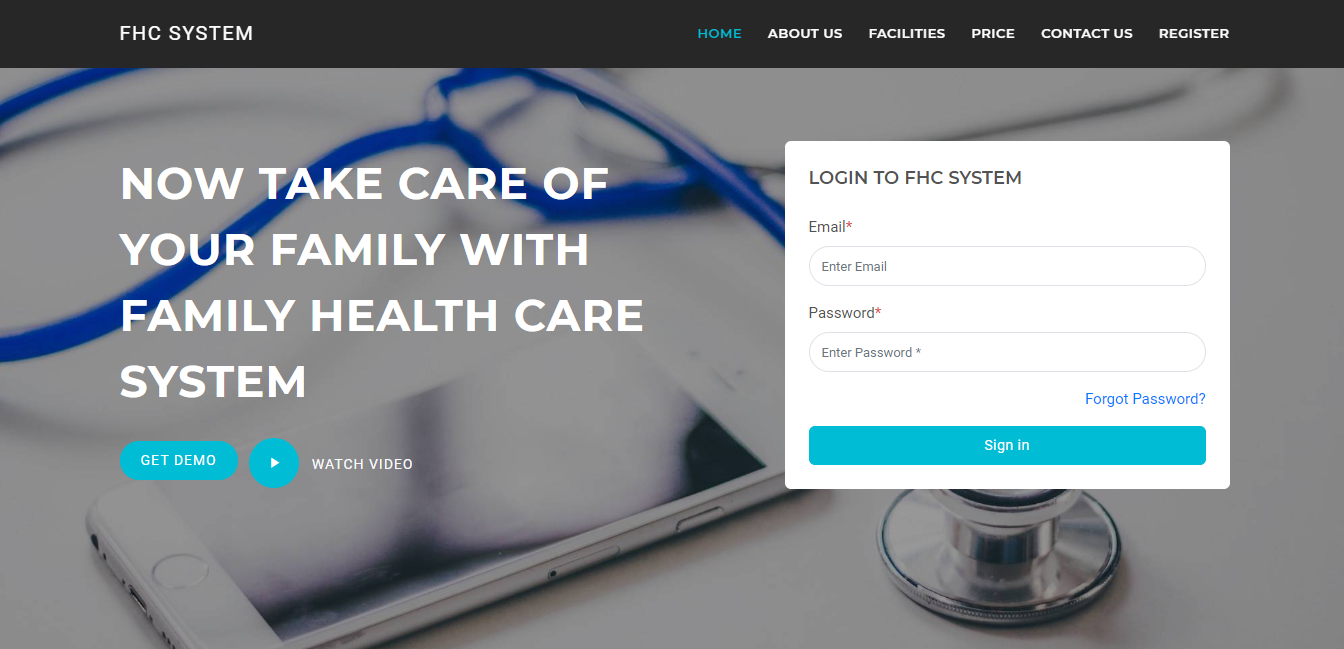 FHC SYSTEM
HOME ABOUT US FACILITIES PRICE CONTACT US REGISTER
NOW TAKE CARE OF
YOUR FAMILY WITH
FAMILY HEALTH CARE
SYSTEM
GET DEMO
WATCH VIDEO
LOGIN TO FHC SYSTEM
Email*
Enter Email
Password*
Enter Password *
Forgot Password?
Sign in